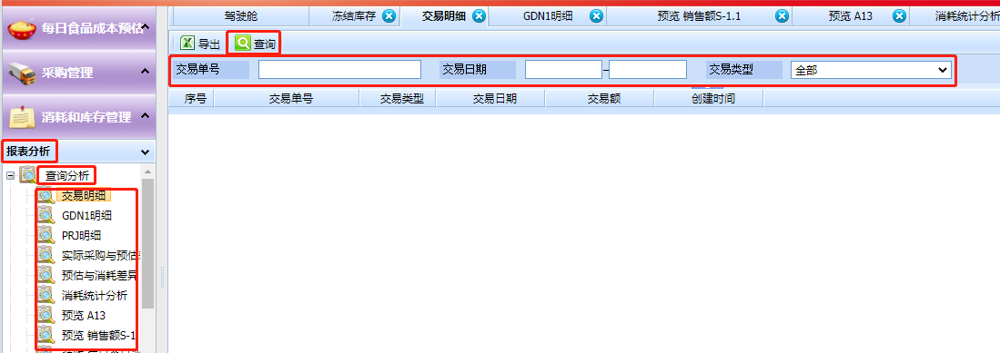 驾驶舱 冻结库存 交易明细 GDN1明细 预览 销售额S-1.1 预览 A13 消耗统计分析
每日食品成本预估
采购管理
消耗和库存管理
报表分析
查询分析
交易明细
GDN1明细
PRJ明细
实际采购与预估
预估与消耗差异
消耗统计分析
预览 A13
预览 销售额S-1
导出 查询
交易单号 交易日期 – 交易类型 全部
序号 交易单号 交易类型 交易日期 交易额 创建时间